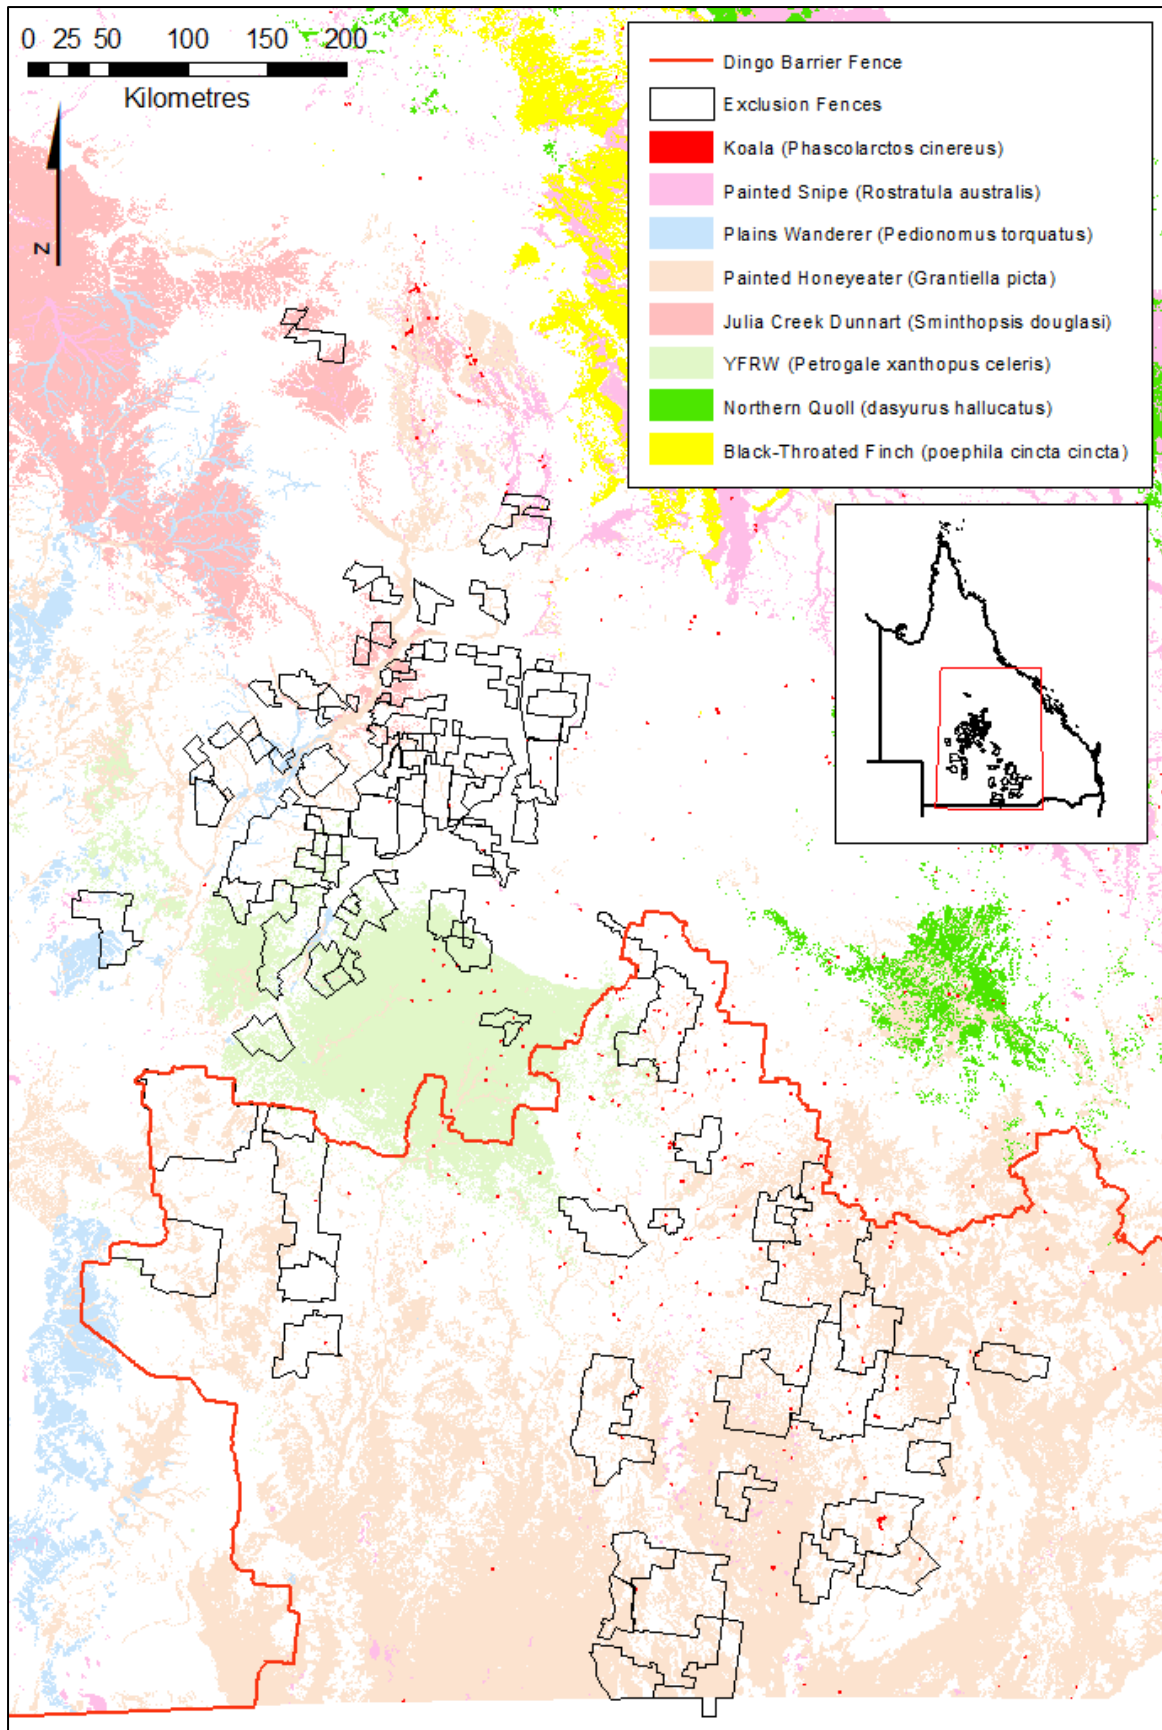 0 25 50 100 150 200
Kilometres
N
Dingo Barrier Fence
Exclusion Fences
Koala (Phascolarctos cinereus)
Painted Snipe (Rostratula australis)
Plains Wanderer (Pedionomus torquatus)
Painted Honeyeater (Grantiella picta)
Julia Creek Dunnart (Sminthopsis douglasi)
YFRW (Petrogale xanthopus celeris)
Northern Quoll (dasyurus hallucatus)
Black-Throated Finch (poephila cincta cincta)